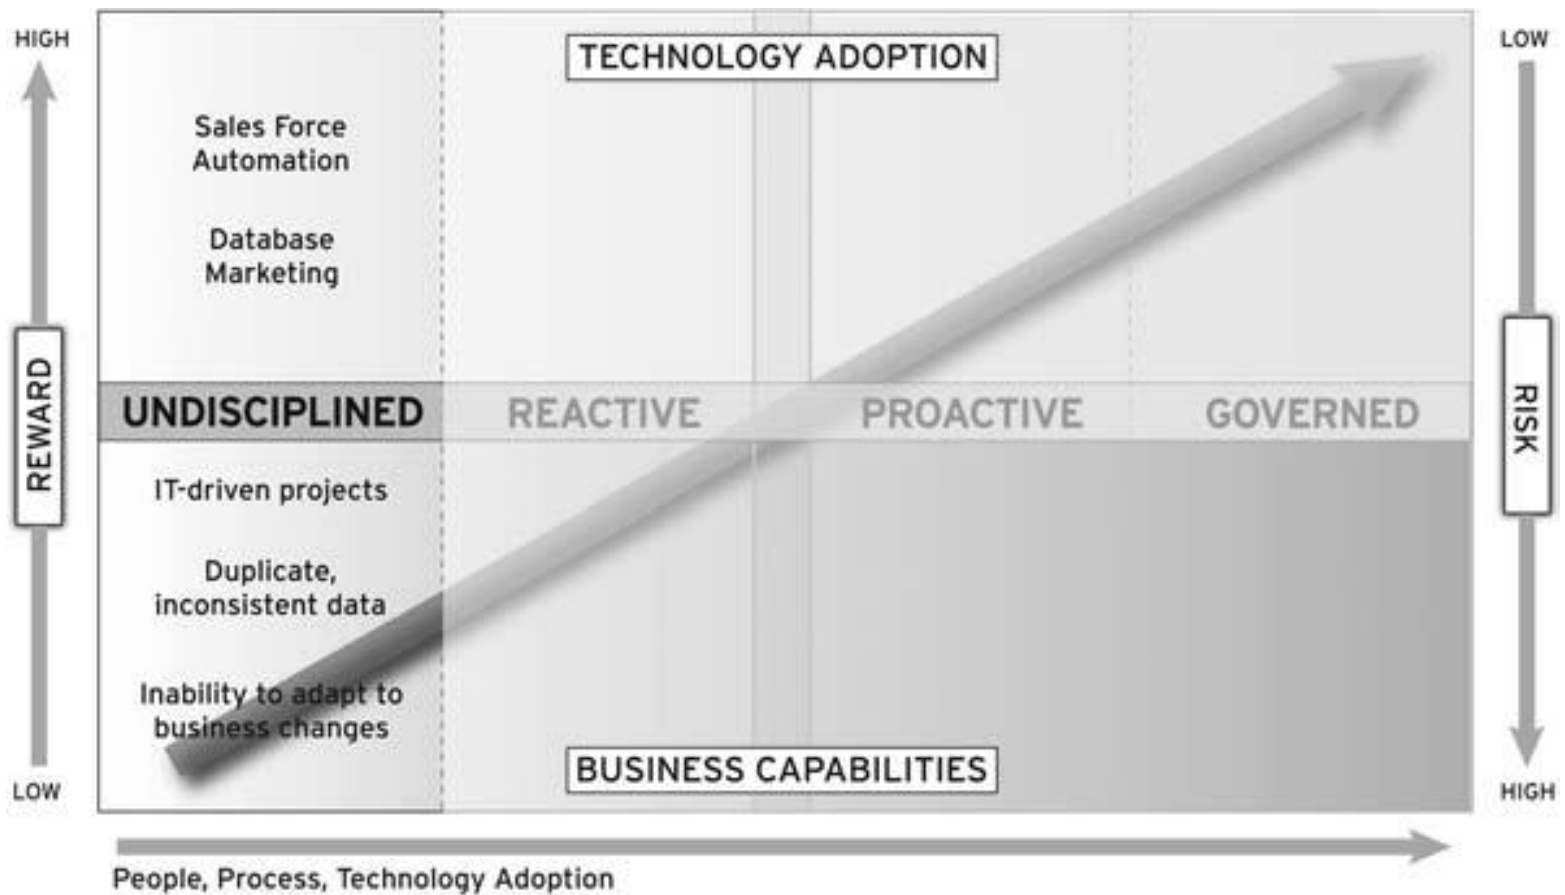 HIGH
TECHNOLOGY ADOPTION
LOW
Sales Force
Automation
Database
Marketing
REWARD
UNDISCIPLINED
REACTIVE
PROACTIVE
GOVERNED
RISK
IT-driven projects
Duplicate,
inconsistent data
Inability to adapt to
business changes
BUSINESS CAPABILITIES
LOW
HIGH
People, Process, Technology Adoption